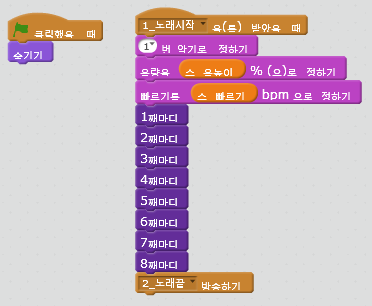 클릭했을 때
숨기기
1_노래시작 을(를) 받았을 때
1 번 악기로 정하기
음량을 스 음높이 % (으)로 정하기
빠르기를 스 빠르기 bpm 으로 정하기
1째마디
2째마디
3째마디
4째마디
5째마디
6째마디
7째마디
8째마디
2_노래끝 방송하기